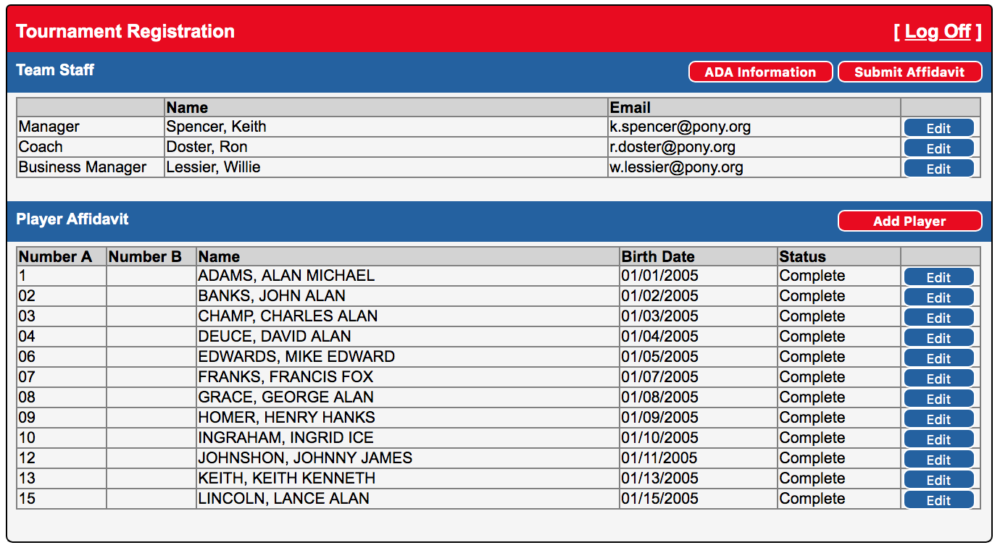 Tournament Registration [ Log Off ]
Team Staff ADA Information Submit Affidavit
Name Email
Manager Spencer, Keith k.spencer@pony.org Edit
Coach Doster, Ron r.doster@pony.org Edit
Business Manager Lessier, Willie w.lessier@pony.org Edit
Player Affidavit Add Player
Number A Number B Name Birth Date Status
1 ADAMS, ALAN MICHAEL 01/01/2005 Complete Edit
02 BANKS, JOHN ALAN 01/02/2005 Complete Edit
03 CHAMP, CHARLES ALAN 01/03/2005 Complete Edit
04 DEUCE, DAVID ALAN 01/04/2005 Complete Edit
06 EDWARDS, MIKE EDWARD 01/05/2005 Complete Edit
07 FRANKS, FRANCIS FOX 01/07/2005 Complete Edit
08 GRACE, GEORGE ALAN 01/08/2005 Complete Edit
09 HOMER, HENRY HANKS 01/09/2005 Complete Edit
10 INGRAHAM, INGRID ICE 01/10/2005 Complete Edit
12 JOHNSHON, JOHNNY JAMES 01/11/2005 Complete Edit
13 KEITH, KEITH KENNETH 01/13/2005 Complete Edit
15 LINCOLN, LANCE ALAN 01/15/2005 Complete Edit